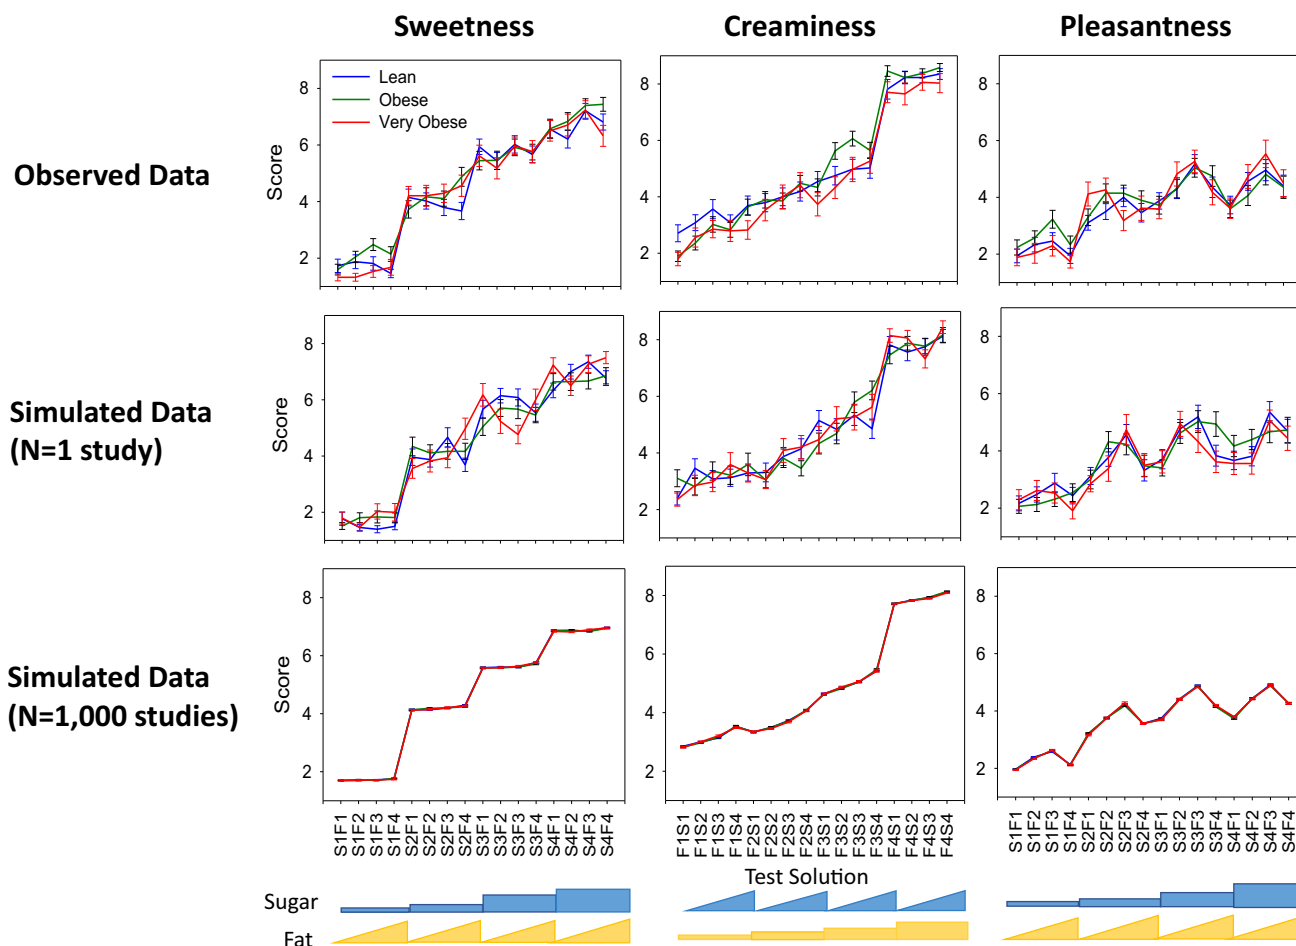 Sweetness Creaminess Pleasantness
Observed Data
Score
8
6
4
2
Lean
Obese
Very Obese
8
6
4
2
8
6
4
2
Simulated Data
(N=1 study)
Score
8
6
4
2
8
6
4
2
8
6
4
2
Simulated Data
(N=1,000 studies)
Score
8
6
4
2
8
6
4
2
8
6
4
2
S1F1 S1F2 S1F3 S1F4 S2F1 S2F2 S2F3 S2F4 S3F1 S3F2 S3F3 S3F4 S4F1 S4F2 S4F3 S4F4
F1S1 F1S2 F1S3 F1S4 F2S1 F2S2 F2S3 F2S4 F3S1 F3S2 F3S3 F3S4 F4S1 F4S2 F4S3 F4S4
S1F1 S1F2 S1F3 S1F4 S2F1 S2F2 S2F3 S2F4 S3F1 S3F2 S3F3 S3F4 S4F1 S4F2 S4F3 S4F4
Test Solution
Sugar
Fat